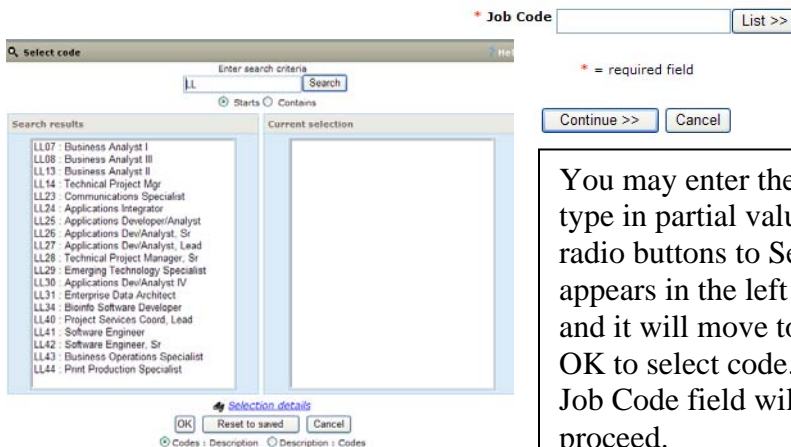 * Job Code List >>
* = required field
Continue >> Cancel
Select code
Enter search criteria
LL Search
Starts Contains
Search results Current selection
LL07 : Business Analyst I
LL08 : Business Analyst III
LL13 : Business Analyst II
LL14 : Technical Project Mgr
LL23 : Communications Specialist
LL24 : Applications Integrator
LL25 : Applications Developer/Analyst
LL26 : Applications Dev/Analyst, Sr
LL27 : Applications Dev/Analyst, Lead
LL28 : Technical Project Manager, Sr
LL29 : Emerging Technology Specialist
LL30 : Applications Dev/Analyst IV
LL31 : Enterprise Data Architect
LL34 : Bioinfo Software Developer
LL40 : Project Services Coord, Lead
LL41 : Software Engineer
LL42 : Software Engineer, Sr
LL43 : Business Operations Specialist
LL44 : Print Production Specialist
Selection details
OK Reset to saved Cancel
Codes : Description Description : Codes
You may enter the
type in partial valu
radio buttons to Se
appears in the left
and it will move to
OK to select code.
Job Code field wil
proceed.